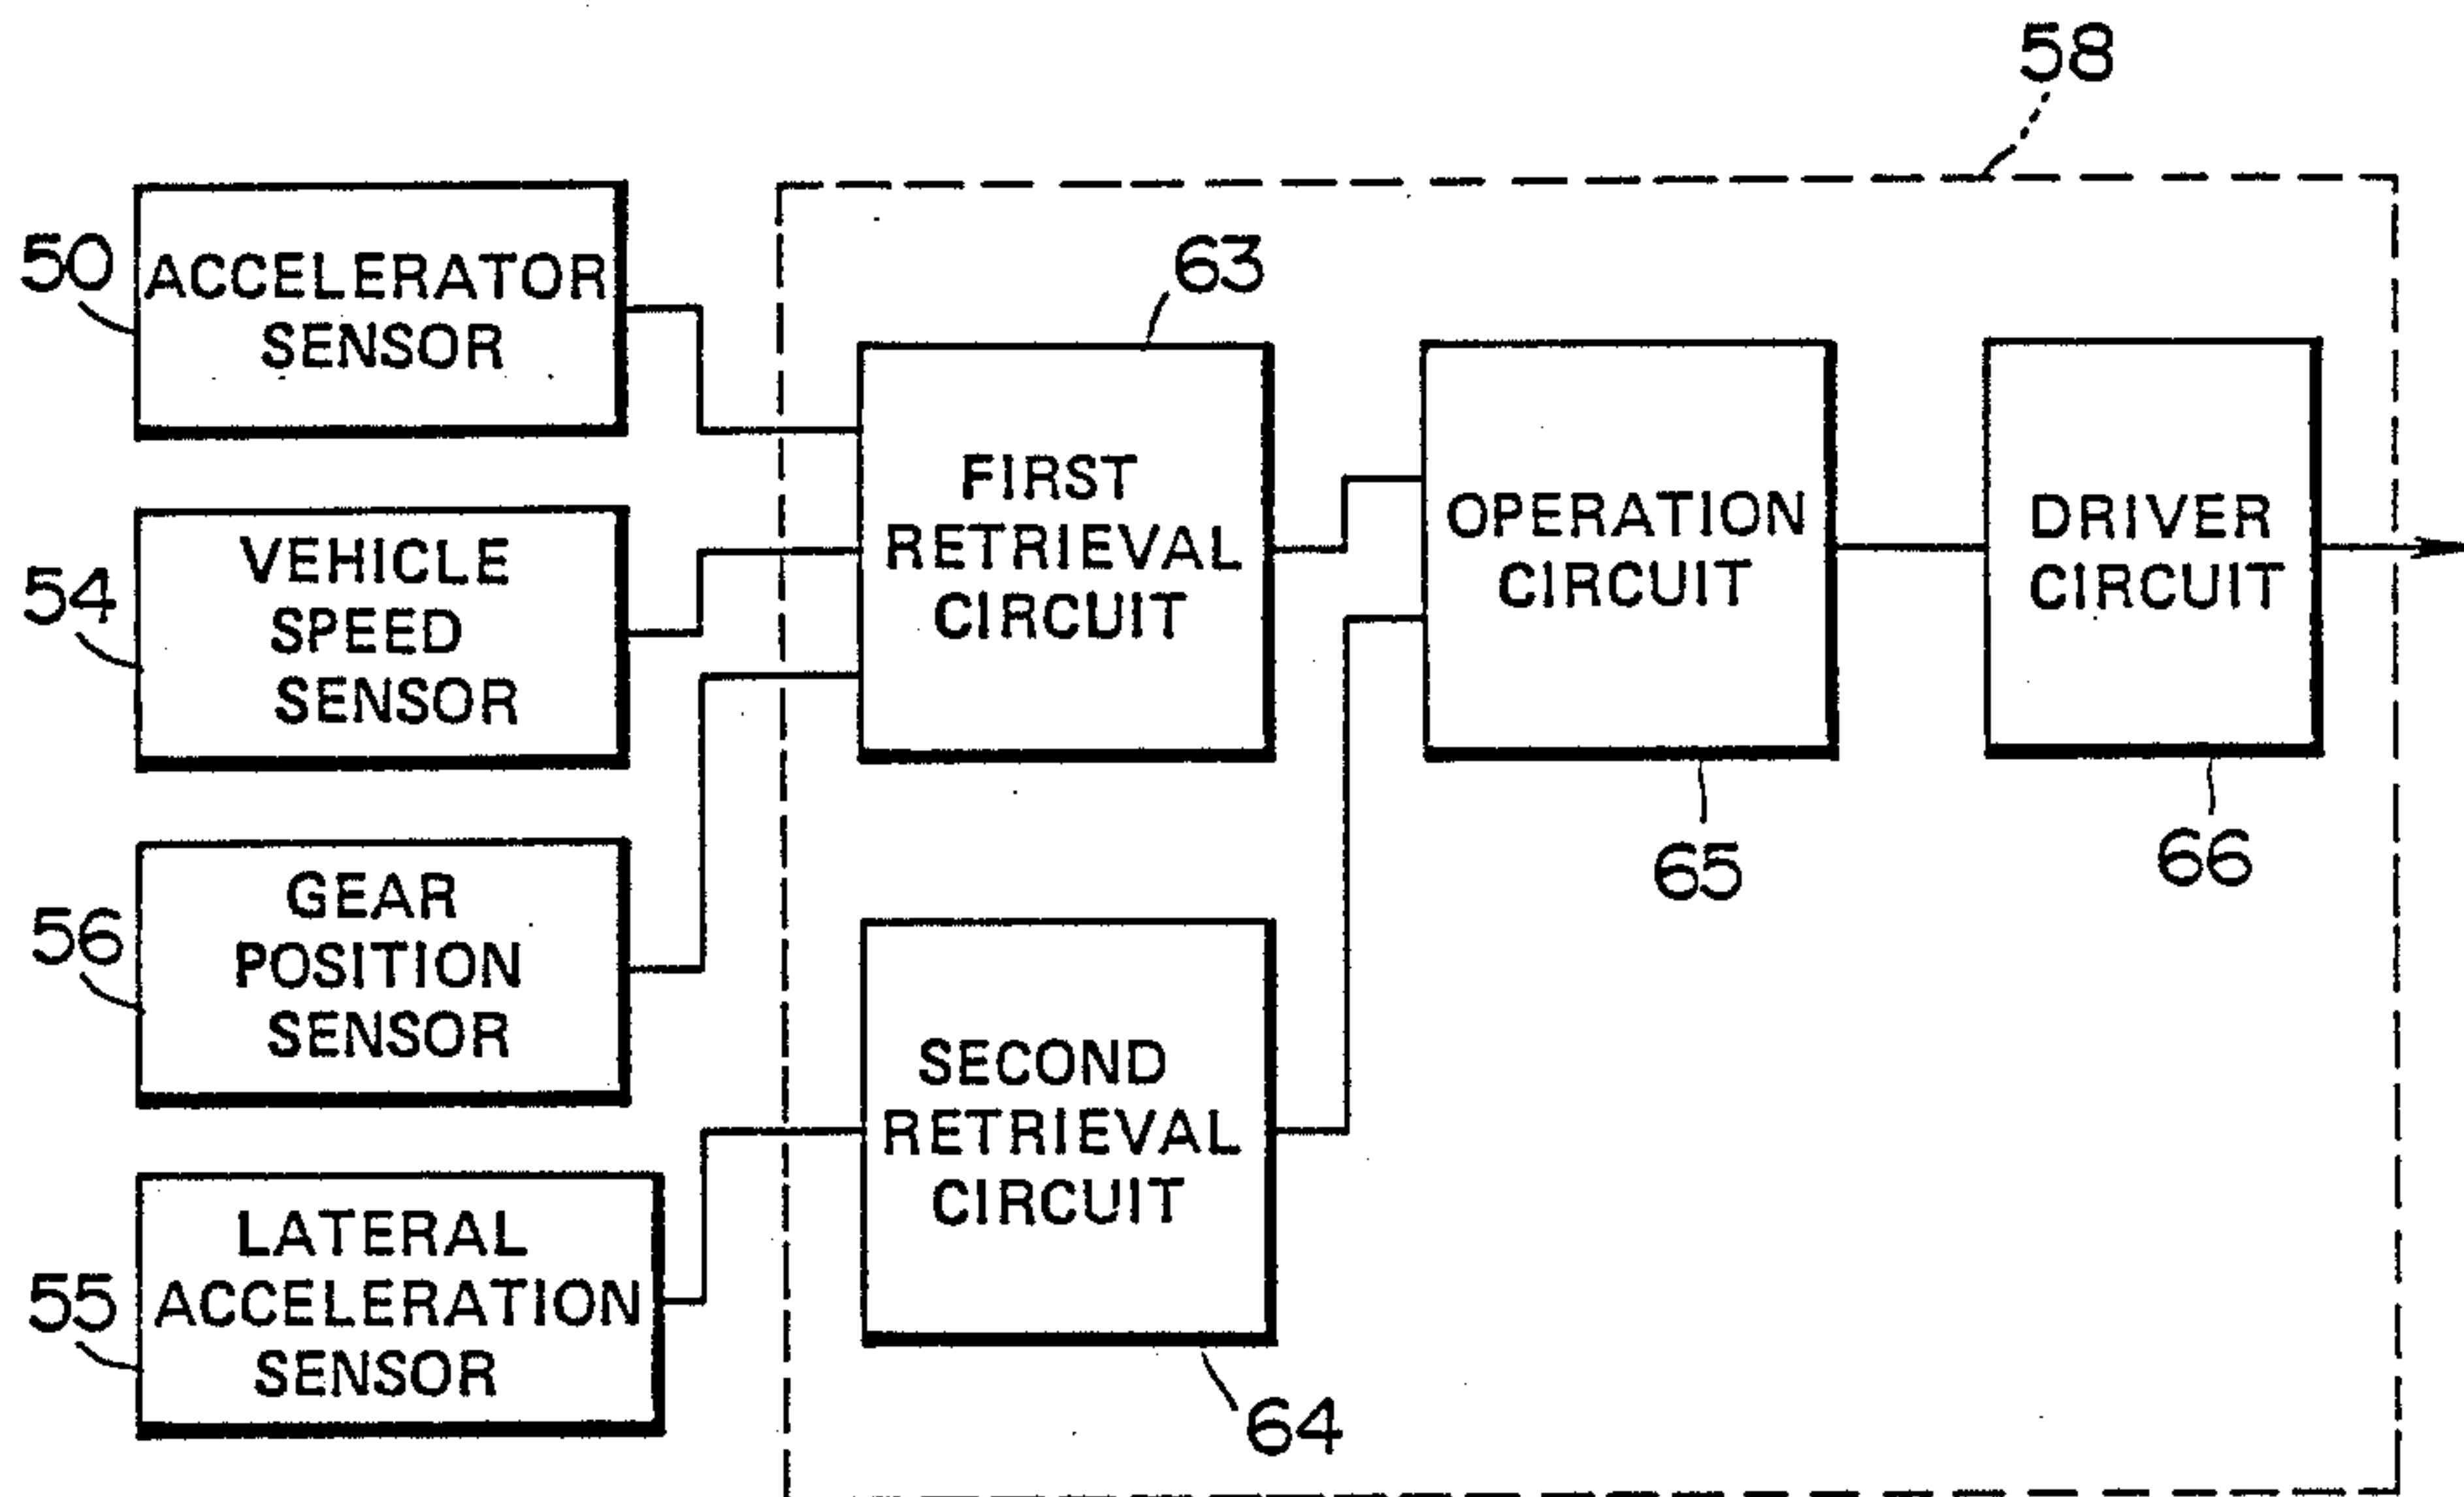 58
50
ACCELERATOR
SENSOR
63
54
VEHICLE
SPEED
SENSOR
FIRST
RETRIEVAL
CIRCUIT
OPERATION
CIRCUIT
DRIVER
CIRCUIT
65
66
56
GEAR
POSITION
SENSOR
SECOND
RETRIEVAL
CIRCUIT
55
LATERAL
ACCELERATION
SENSOR
64